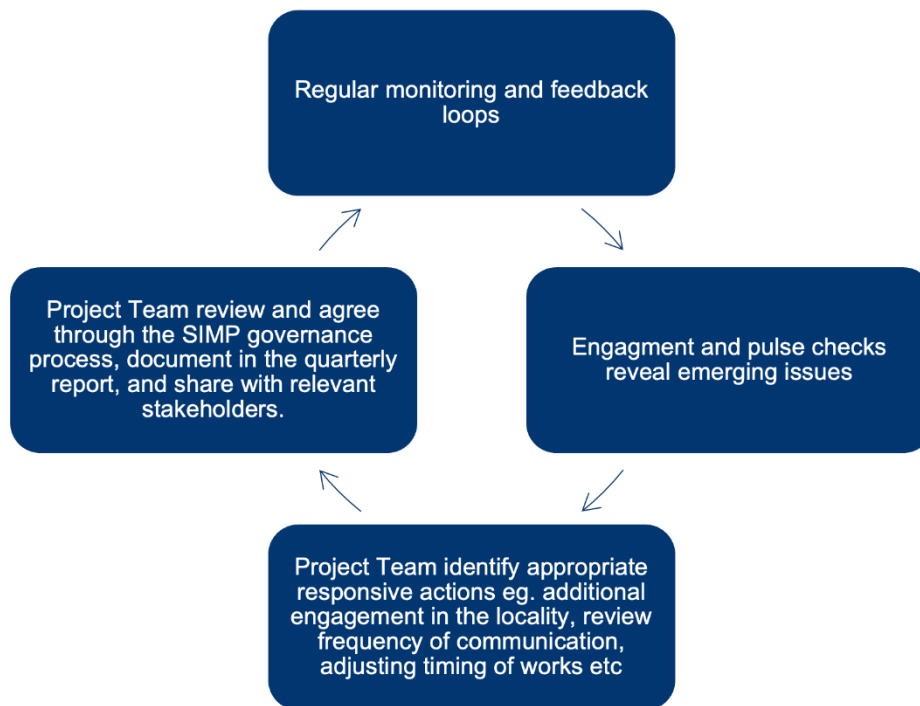 Regular monitoring and feedback
loops
Engagment and pulse checks
reveal emerging issues
Project Team identify appropriate
responsive actions eg. additional
engagement in the locality, review
frequency of communication,
adjusting timing of works etc
Project Team review and agree
through the SIMP governance
process, document in the quarterly
report, and share with relevant
stakeholders.